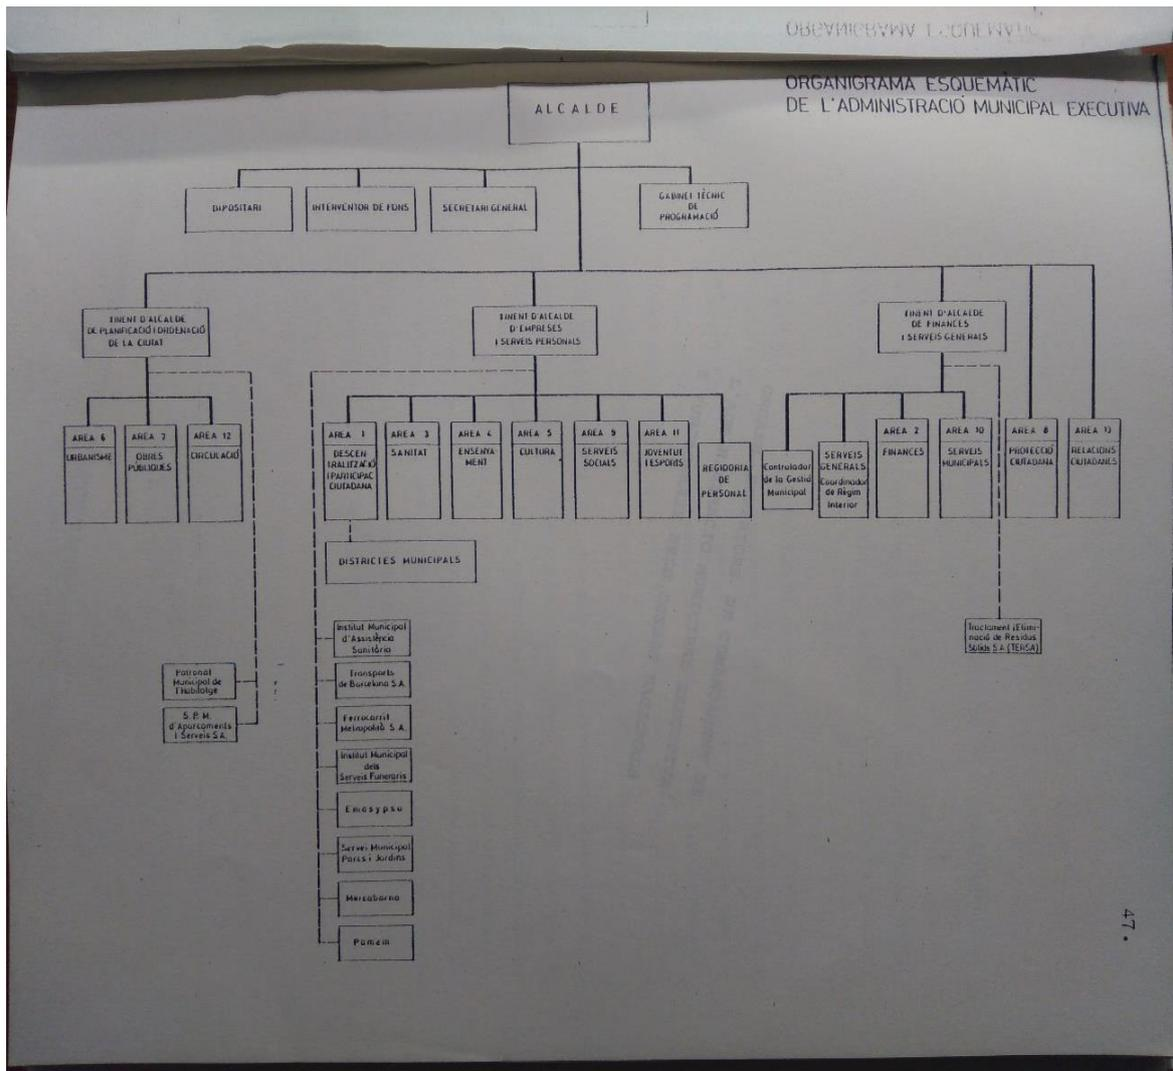 ORGANIGRAMA ESQUEMÀTIC
DE L'ADMINISTRACIÓ MUNICIPAL EXECUTIVA
ALCALDE
DIPOSITARI
INTERVENTOR DE FONS
SECRETARI GENERAL
GABINET TÈCNIC
DE
PROGRAMACIÓ
TINENT D'ALCALDE
DE PLANIFICACIÓ I ORDENACIÓ
DE LA CIUTAT
TINENT D'ALCALDE
D'EMPRESES
I SERVEIS PERSONALS
TINENT D'ALCALDE
DE FINANCES
I SERVEIS GENERALS
AREA 6
URBANISME
AREA 7
OBRES
PÚBLIQUES
AREA 12
CIRCULACIÓ
AREA 1
DESCEN
TRALITZACIÓ
I PARTICIPAC
CIUTADANA
AREA 3
SANITAT
AREA 4
ENSENYA-
MENT
AREA 5
CULTURA
AREA 9
SERVEIS
SOCIALS
AREA 11
JOVENTUT
I ESPORTS
REGIDORIA
DE
PERSONAL
Controlador
de la Gestió
Municipal
SERVEIS
GENERALS
Coordinador
de Règim
Interior
AREA 2
FINANCES
AREA 10
SERVEIS
MUNICIPALS
AREA 8
PROTECCIÓ
CIUTADANA
AREA 13
RELACIONS
CIUTADANES
DISTRICTES MUNICIPALS
Institut Municipal
d'Assistència
Sanitària
Transports
de Barcelona S.A.
Ferrocarril
Metropolità S.A.
Institut Municipal
dels
Serveis Funeraris
Emasypsa
Servei Municipal
Parcs i Jardins
Mercabarna
Pamem
Patronat
Municipal de
l'Habitatge
S.P.M.
d'Aparcaments
i Serveis S.A.
Tractament i Elimi-
nació de Residus
Sòlids S.A. (TERSA)
47.